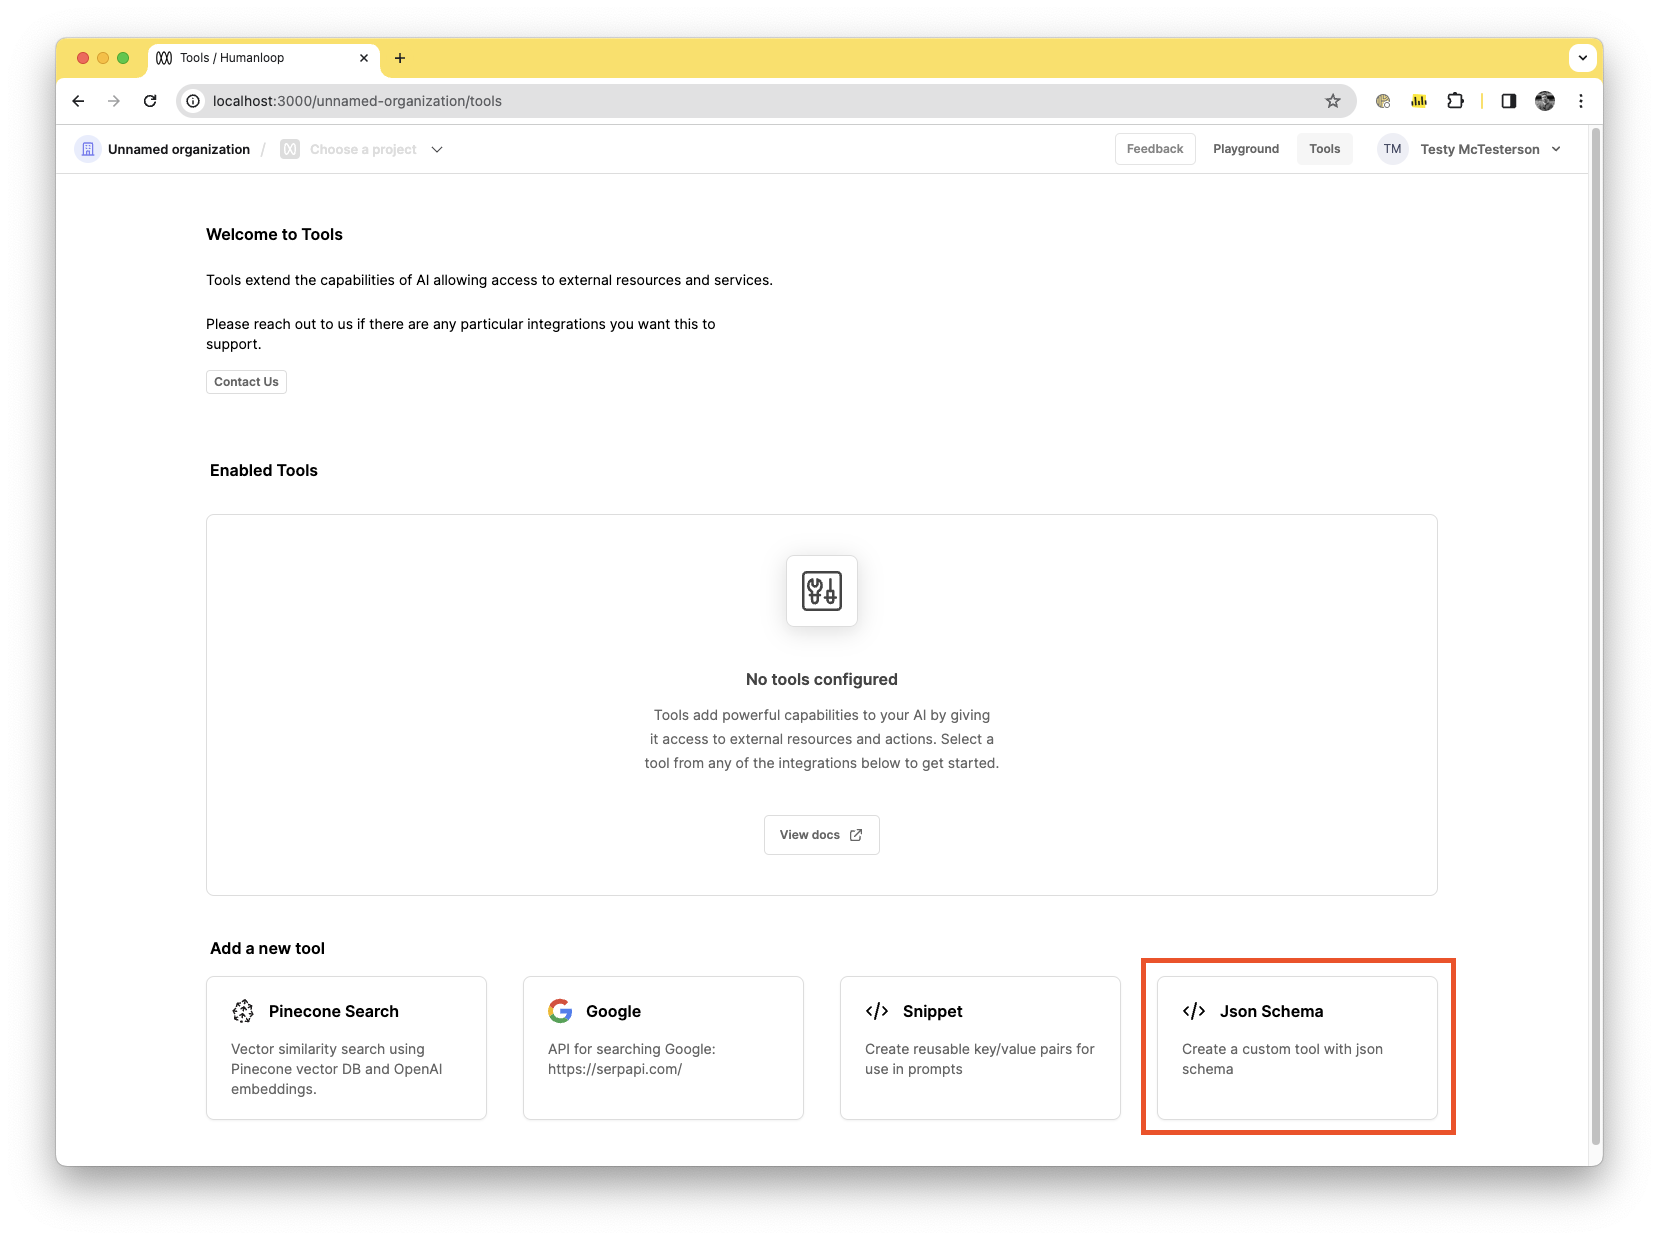 Tools / Humanloop
localhost:3000/unnamed-organization/tools
Unnamed organization / Choose a project
Feedback Playground Tools TM Testy McTesterson
Welcome to Tools
Tools extend the capabilities of AI allowing access to external resources and services.
Please reach out to us if there are any particular integrations you want this to
support.
Contact Us
Enabled Tools
No tools configured
Tools add powerful capabilities to your AI by giving
it access to external resources and actions. Select a
tool from any of the integrations below to get started.
View docs
Add a new tool
Pinecone Search
Vector similarity search using
Pinecone vector DB and OpenAI
embeddings.
Google
API for searching Google:
https://serpapi.com/
</> Snippet
Create reusable key/value pairs for
use in prompts
</> Json Schema
Create a custom tool with json
schema